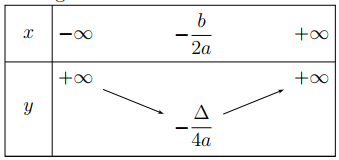 x −∞ −b/2a +∞
+∞ +∞
y
−Δ/4a